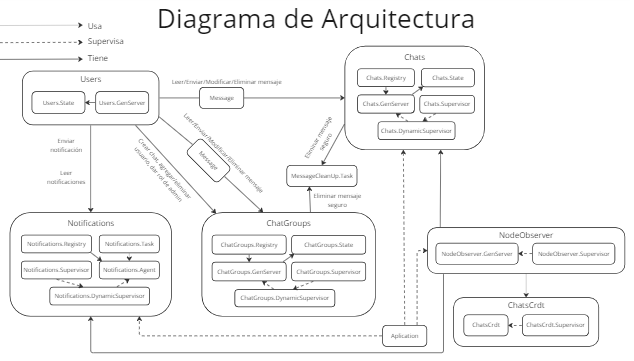 Diagrama de Arquitectura
Usa
Supervisa
Tiene
Users
Users.State
Users.GenServer
Leer/Enviar/Modificar/Eliminar mensaje
Message
Chats
Chats.Registry
Chats.State
Chats.GenServer
Chats.Supervisor
Chats.DynamicSupervisor
Enviar
notificación
Leer
notificaciones
Crear chat, agregar/eliminar
usuario, dar rol de admin
Leer/Enviar/Modificar/Eliminar mensaje
Message
Eliminar mensaje
seguro
MessageCleanUp.Task
Eliminar mensaje
seguro
Notifications
Notifications.Registry
Notifications.Task
Notifications.Supervisor
Notifications.Agent
Notifications.DynamicSupervisor
ChatGroups
ChatGroups.Registry
ChatGroups.State
ChatGroups.GenServer
ChatGroups.Supervisor
ChatGroups.DynamicSupervisor
NodeObserver
NodeObserver.GenServer
NodeObserver.Supervisor
ChatsCrdt
ChatsCrdt
ChatsCrdt.Supervisor
Aplication